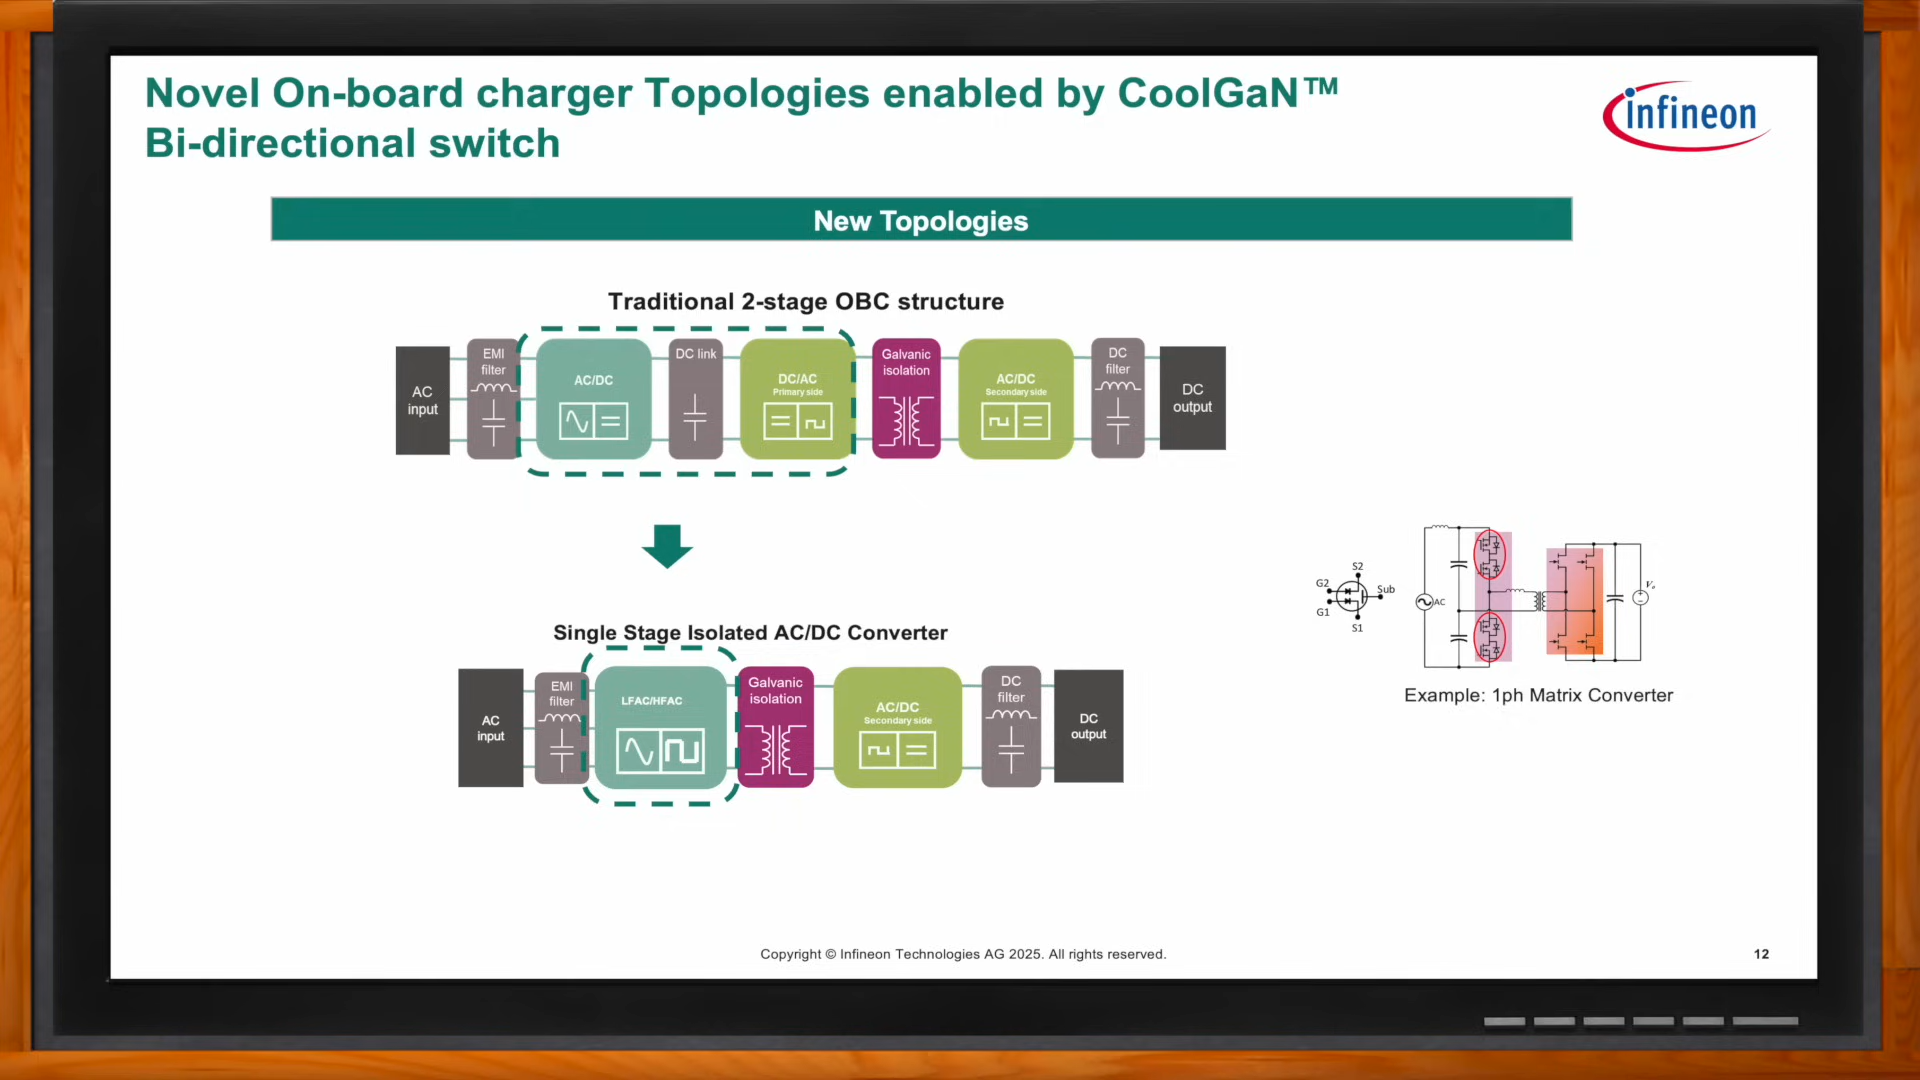 Novel On-board charger Topologies enabled by CoolGaN™
Bi-directional switch
infineon
New Topologies
Traditional 2-stage OBC structure
AC
input
EMI
filter
AC/DC
DC link
DC/AC
Primary side
Galvanic
isolation
AC/DC
Secondary side
DC
filter
DC
output
Single Stage Isolated AC/DC Converter
AC
input
EMI
filter
LFAC/HFAC
Galvanic
isolation
AC/DC
Secondary side
DC
filter
DC
output
S2
G2
Sub
G1
S1
AC
Example: 1ph Matrix Converter
Copyright © Infineon Technologies AG 2025. All rights reserved.
12